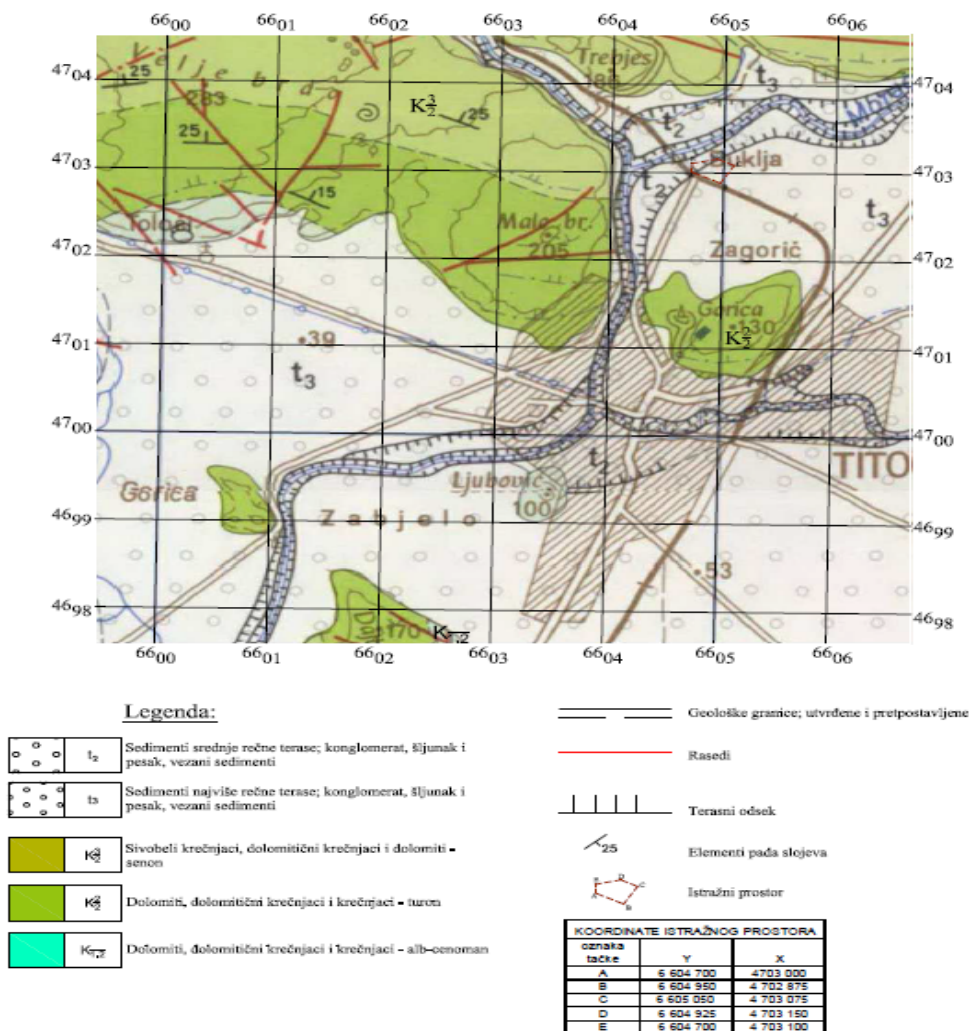 6600 6601 6602 6603 6604 6605 6606
4704 4704
4703 4703
4702 4702
4701 4701
4700 4700
4699 4699
4698 4698
6600 6601 6602 6603 6604 6605 6606
Velje brdo
25
283
K³₂
25
25
15
Trebjes
t3
t2
t2
t3
Tolosi
Malo br.
205
Zagorič
Gorica
130
K²₂
39
t3
t2
Gorica
Ljubović
100
TITO
Zabjelo
53
170
K1,2
Legenda:
t2 Sedimenti srednje rečne terase; konglomerat, šljunak i
pesak, vezani sedimenti
t3 Sedimenti najviše rečne terase; konglomerat, šljunak i
pesak, vezani sedimenti
K³₂ Sivobeli krečnjaci, dolomitični krečnjaci i dolomiti -
senon
K²₂ Dolomiti, dolomitični krečnjaci i krečnjaci - turon
K1,2 Dolomiti, dolomitični krečnjaci i krečnjaci - alb-cenoman
Geološke granice; utvrđene i pretpostavljene
Rasedi
Terasni odsek
25 Elementi pada slojeva
Istražni prostor
KOORDINATE ISTRAŽNOG PROSTORA
oznaka
tačke Y X
A 6 604 700 4703 000
B 6 604 950 4 702 875
C 6 605 050 4 703 075
D 6 604 925 4 703 150
E 6 604 700 4 703 100